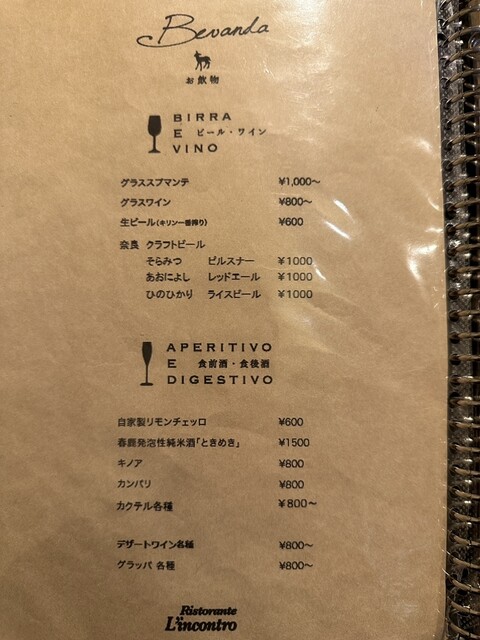 Bevanda
お飲物
BIRRA
E ビール・ワイン
VINO
グラススプマンテ ¥1,000〜
グラスワイン ¥800〜
生ビール(キリン一番搾り) ¥600
奈良 クラフトビール
そらみつ ピルスナー ¥1000
あおによし レッドエール ¥1000
ひのひかり ライスビール ¥1000
APERITIVO
E 食前酒・食後酒
DIGESTIVO
自家製リモンチェッロ ¥600
春鹿発泡性純米酒「ときめき」 ¥1500
キノア ¥800
カンパリ ¥800
カクテル各種 ¥800〜
デザートワイン各種 ¥800〜
グラッパ 各種 ¥800〜
Ristorante
L'incontro